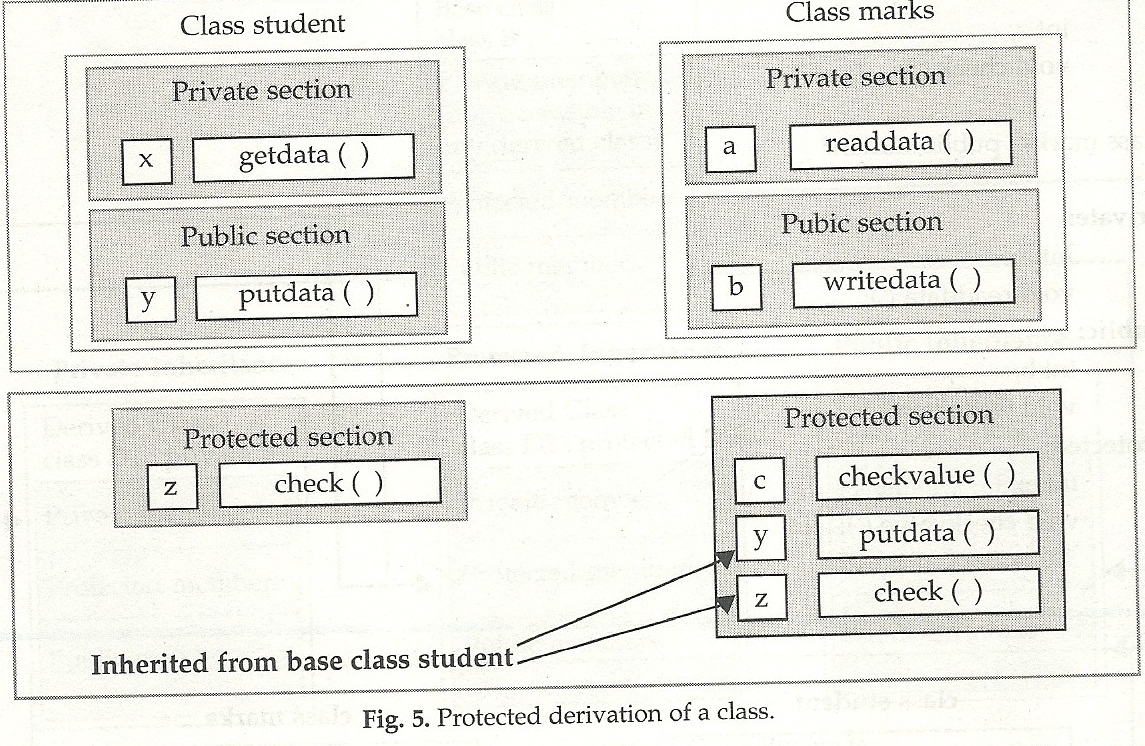 Class student
Private section
x getdata ( )
Public section
y putdata ( )
Class marks
Private section
a readdata ( )
Pubic section
b writedata ( )
Protected section
z check ( )
Protected section
c checkvalue ( )
y putdata ( )
z check ( )
Inherited from base class student
Fig. 5. Protected derivation of a class.